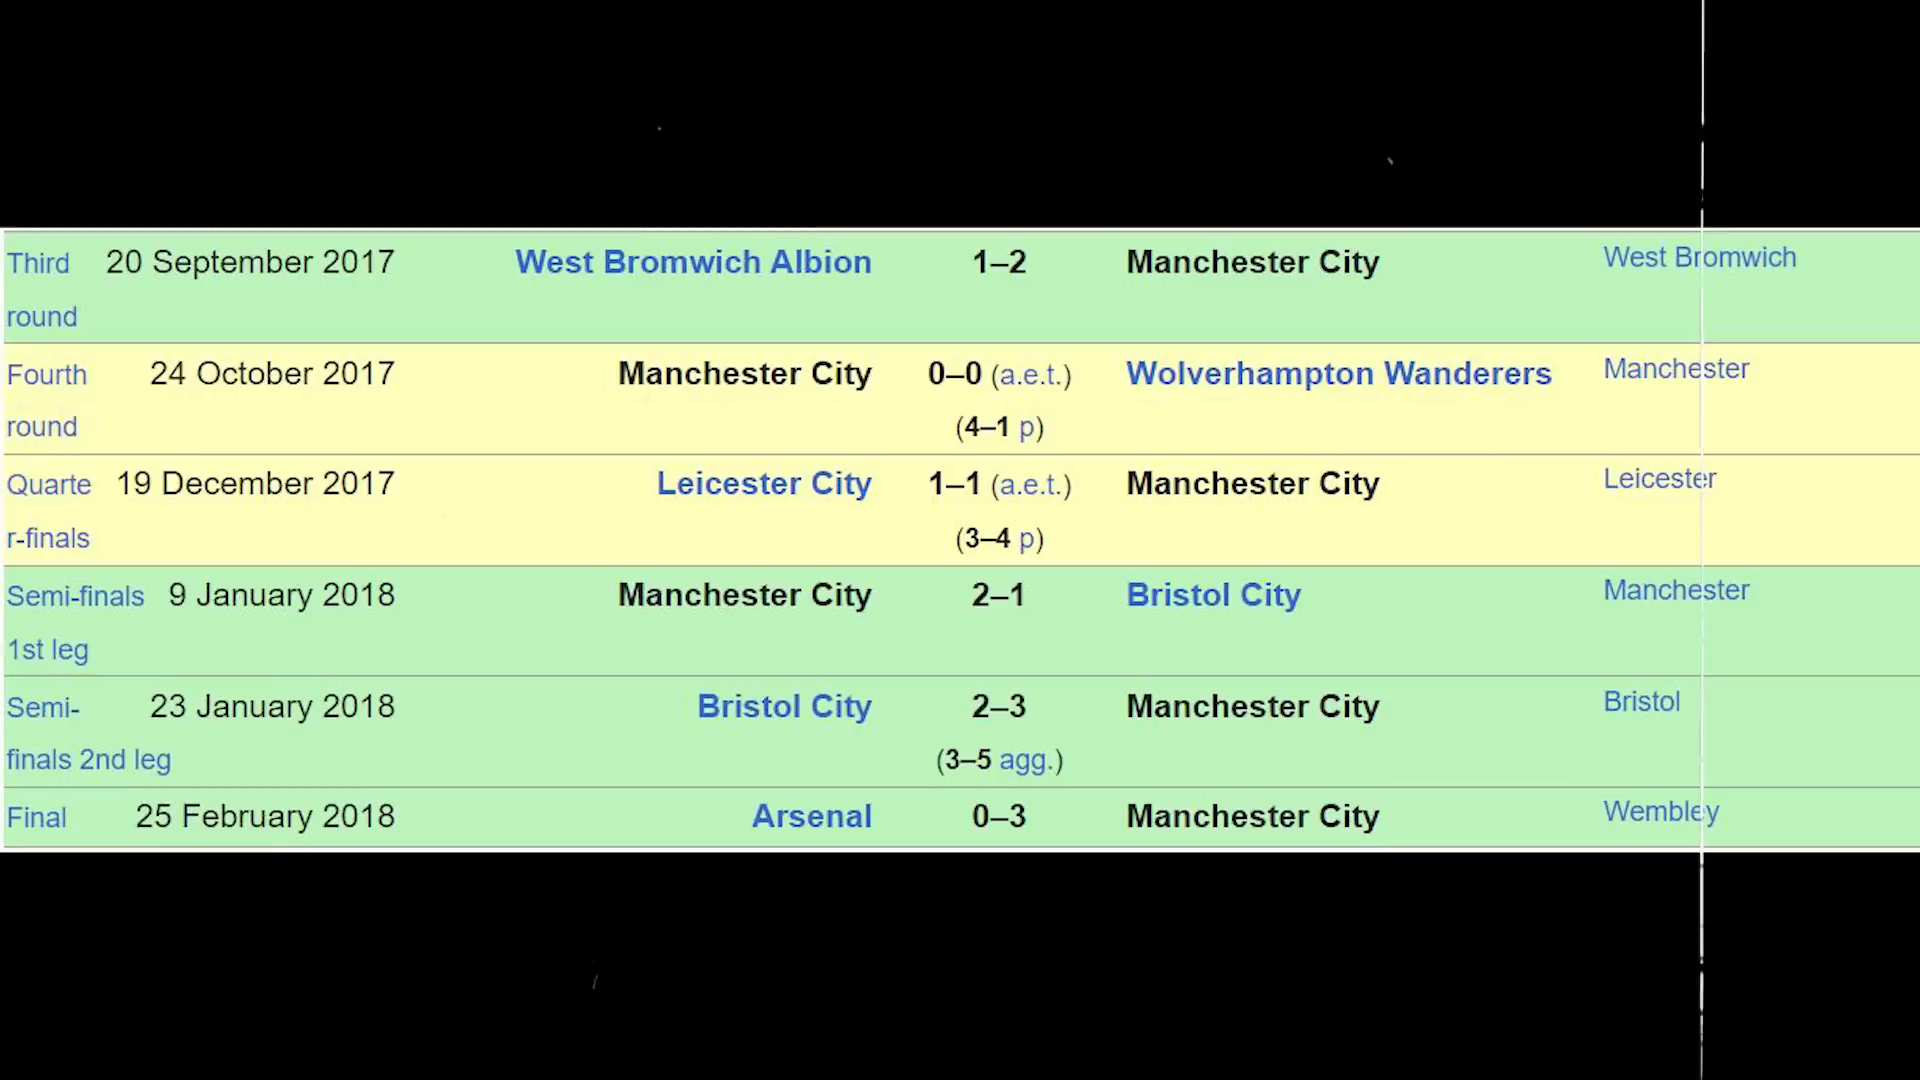 Third 20 September 2017 West Bromwich Albion 1–2 Manchester City West Bromwich
round
Fourth 24 October 2017 Manchester City 0–0 (a.e.t.) Wolverhampton Wanderers Manchester
round (4–1 p)
Quarte 19 December 2017 Leicester City 1–1 (a.e.t.) Manchester City Leicester
r-finals (3–4 p)
Semi-finals 9 January 2018 Manchester City 2–1 Bristol City Manchester
1st leg
Semi- 23 January 2018 Bristol City 2–3 Manchester City Bristol
finals 2nd leg (3–5 agg.)
Final 25 February 2018 Arsenal 0–3 Manchester City Wembley